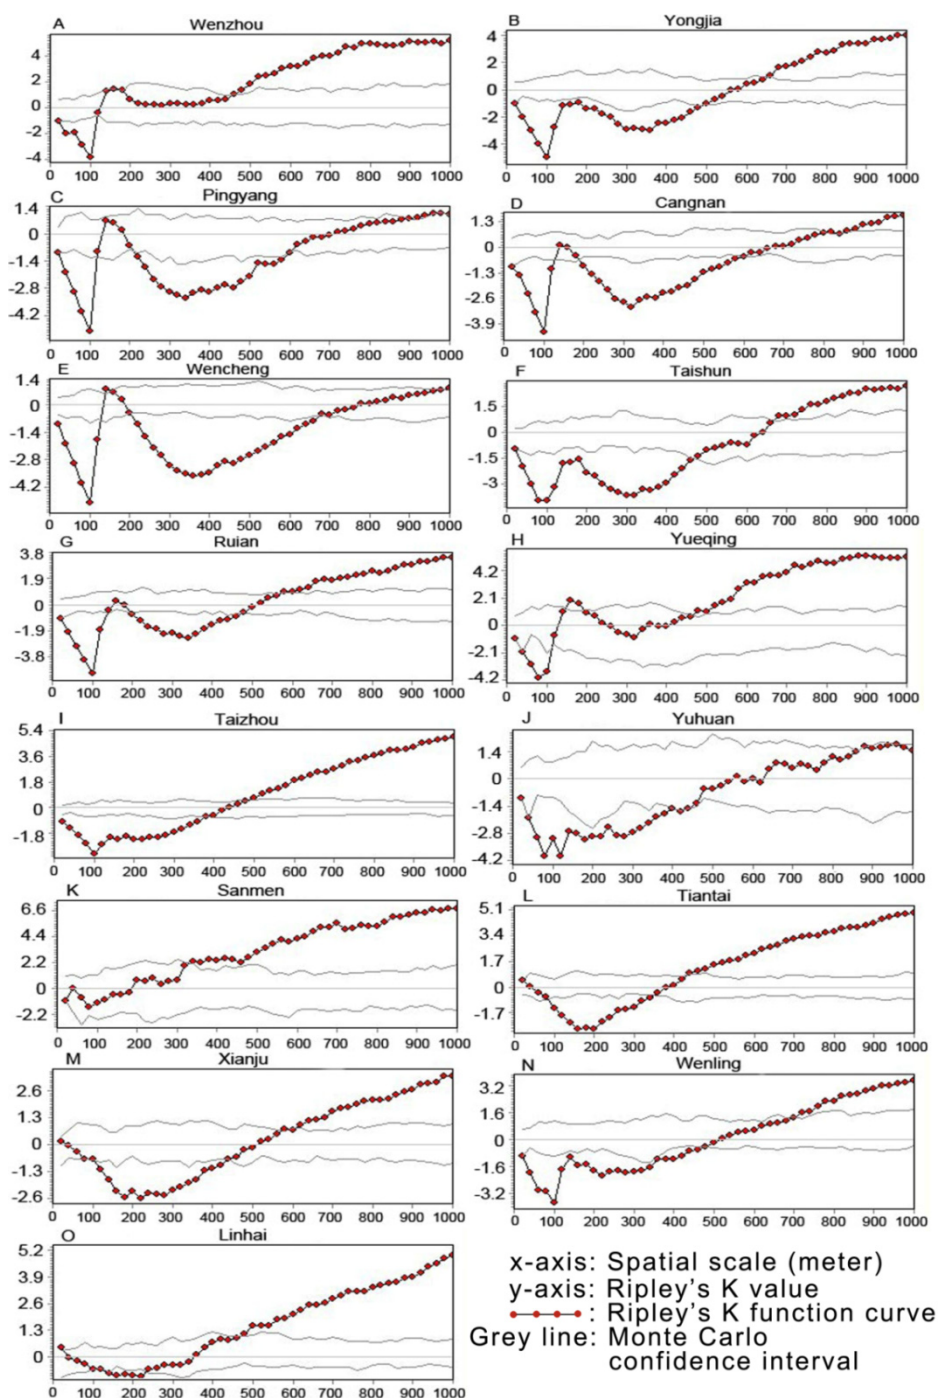 A Wenzhou
4
2
0
-2
-4
0 100 200 300 400 500 600 700 800 900 1000
B Yongjia
4
2
0
-2
-4
0 100 200 300 400 500 600 700 800 900 1000
C Pingyang
1.4
0
-1.4
-2.8
-4.2
0 100 200 300 400 500 600 700 800 900 1000
D Cangnan
1.3
0
-1.3
-2.6
-3.9
0 100 200 300 400 500 600 700 800 900 1000
E Wencheng
1.4
0
-1.4
-2.8
-4.2
0 100 200 300 400 500 600 700 800 900 1000
F Taishun
1.5
0
-1.5
-3
0 100 200 300 400 500 600 700 800 900 1000
G Ruian
3.8
1.9
0
-1.9
-3.8
0 100 200 300 400 500 600 700 800 900 1000
H Yueqing
4.2
2.1
0
-2.1
-4.2
0 100 200 300 400 500 600 700 800 900 1000
I Taizhou
5.4
3.6
1.8
0
-1.8
0 100 200 300 400 500 600 700 800 900 1000
J Yuhuan
1.4
0
-1.4
-2.8
-4.2
0 100 200 300 400 500 600 700 800 900 1000
K Sanmen
6.6
4.4
2.2
0
-2.2
0 100 200 300 400 500 600 700 800 900 1000
L Tiantai
5.1
3.4
1.7
0
-1.7
0 100 200 300 400 500 600 700 800 900 1000
M Xianju
2.6
1.3
0
-1.3
-2.6
0 100 200 300 400 500 600 700 800 900 1000
N Wenling
3.2
1.6
0
-1.6
-3.2
0 100 200 300 400 500 600 700 800 900 1000
O Linhai
5.2
3.9
2.6
1.3
0
0 100 200 300 400 500 600 700 800 900 1000
x-axis: Spatial scale (meter)
y-axis: Ripley's K value
: Ripley's K function curve
Grey line: Monte Carlo
confidence interval